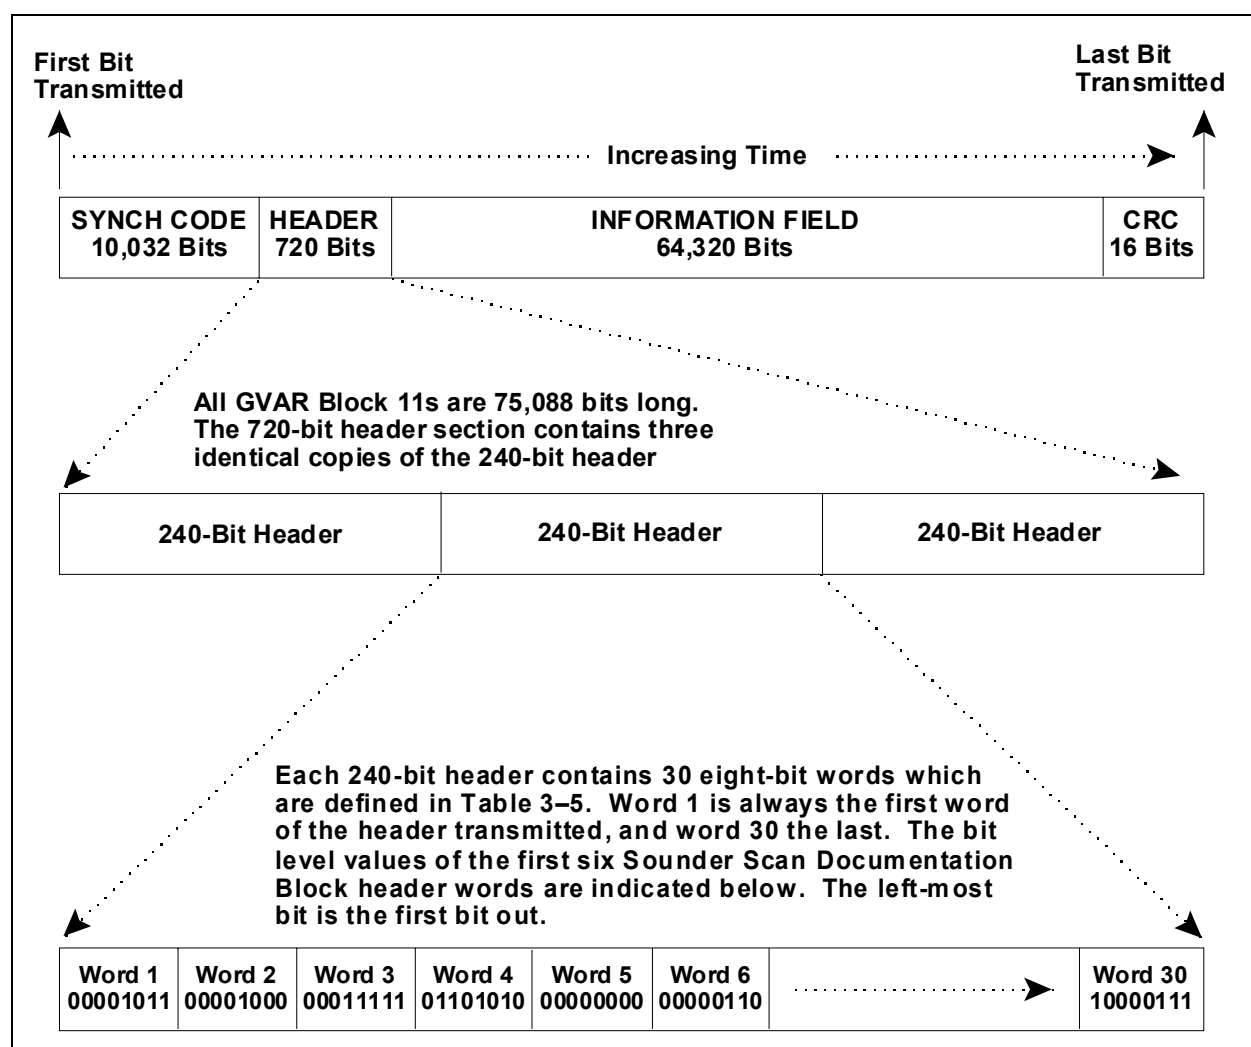 First Bit
Transmitted
Last Bit
Transmitted
Increasing Time
SYNCH CODE
10,032 Bits
HEADER
720 Bits
INFORMATION FIELD
64,320 Bits
CRC
16 Bits
All GVAR Block 11s are 75,088 bits long.
The 720-bit header section contains three
identical copies of the 240-bit header
240-Bit Header
240-Bit Header
240-Bit Header
Each 240-bit header contains 30 eight-bit words which
are defined in Table 3–5.  Word 1 is always the first word
of the header transmitted, and word 30 the last.  The bit
level values of the first six Sounder Scan Documentation
Block header words are indicated below.  The left-most
bit is the first bit out.
Word 1
00001011
Word 2
00001000
Word 3
00011111
Word 4
01101010
Word 5
00000000
Word 6
00000110
Word 30
10000111